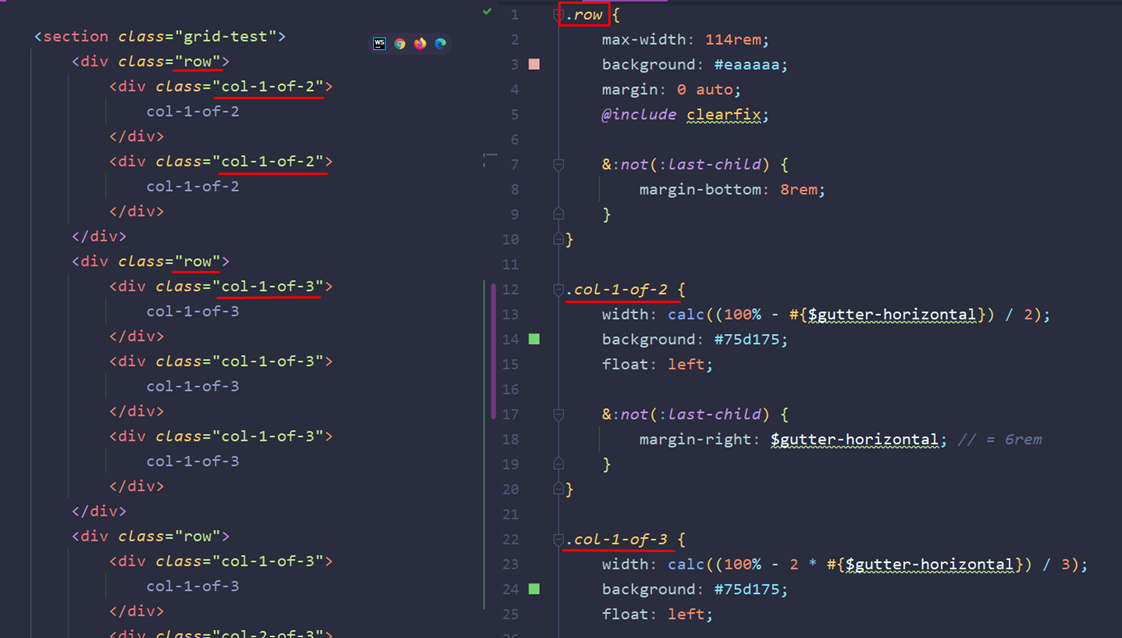 <section class="grid-test">
<div class="row">
<div class="col-1-of-2">
col-1-of-2
</div>
<div class="col-1-of-2">
col-1-of-2
</div>
</div>
<div class="row">
<div class="col-1-of-3">
col-1-of-3
</div>
<div class="col-1-of-3">
col-1-of-3
</div>
<div class="col-1-of-3">
col-1-of-3
</div>
</div>
<div class="row">
<div class="col-1-of-3">
col-1-of-3
</div>
<div class="col-2-of-3">
WS
1 .row {
2 max-width: 114rem;
3 background: #eaaaaa;
4 margin: 0 auto;
5 @include clearfix;
6
7 &:not(:last-child) {
8 margin-bottom: 8rem;
9 }
10 }
11
12 .col-1-of-2 {
13 width: calc((100% - #{$gutter-horizontal}) / 2);
14 background: #75d175;
15 float: left;
16
17 &:not(:last-child) {
18 margin-right: $gutter-horizontal; // = 6rem
19 }
20 }
21
22 .col-1-of-3 {
23 width: calc((100% - 2 * #{$gutter-horizontal}) / 3);
24 background: #75d175;
25 float: left;
26